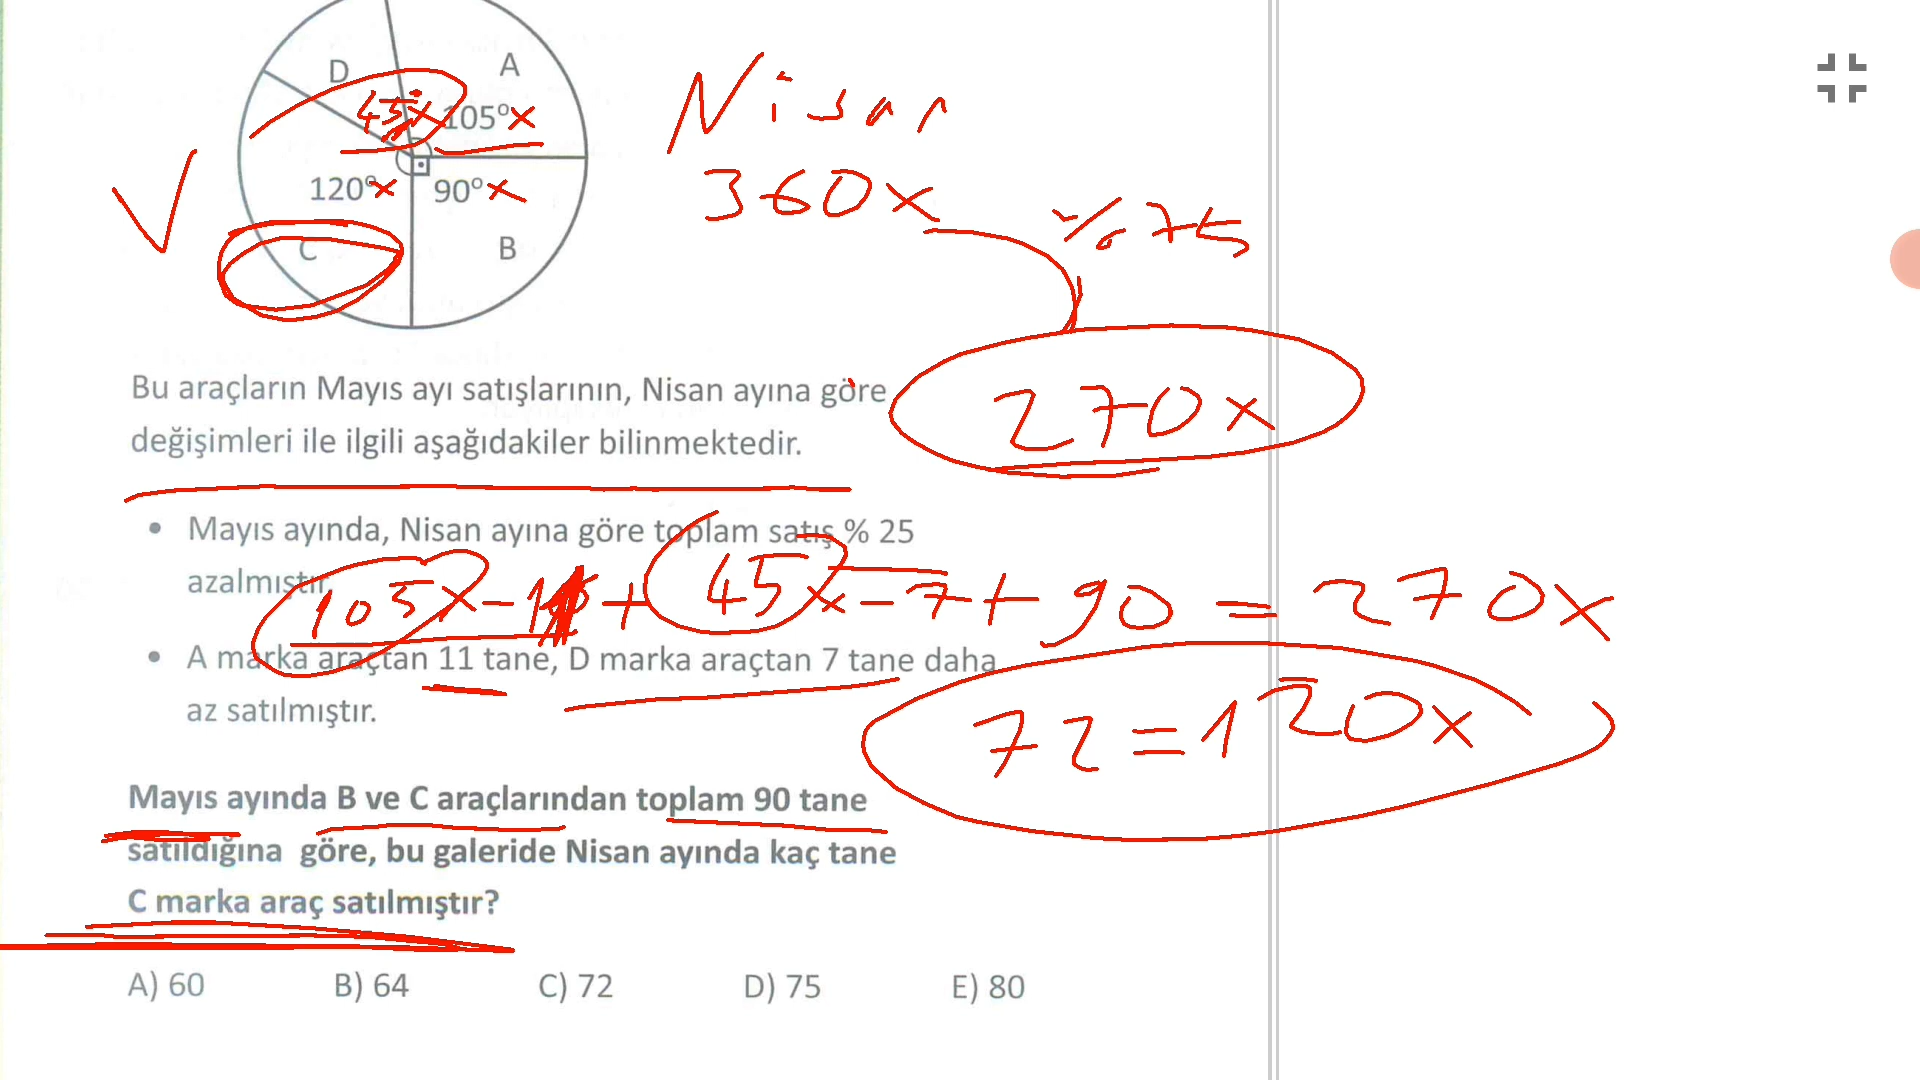 D
A
45x
105°x
Nisan
360x
% 75
120°x
90°x
C
B
Bu araçların Mayıs ayı satışlarının, Nisan ayına göre
270x
değişimleri ile ilgili aşağıdakiler bilinmektedir.
• Mayıs ayında, Nisan ayına göre toplam satış % 25
azalmıştır.
105x - 11 + 45x - 7 + 90 = 270x
• A marka araçtan 11 tane, D marka araçtan 7 tane daha
az satılmıştır.
72 = 120x
Mayıs ayında B ve C araçlarından toplam 90 tane
satıldığına göre, bu galeride Nisan ayında kaç tane
C marka araç satılmıştır?
A) 60 B) 64 C) 72 D) 75 E) 80